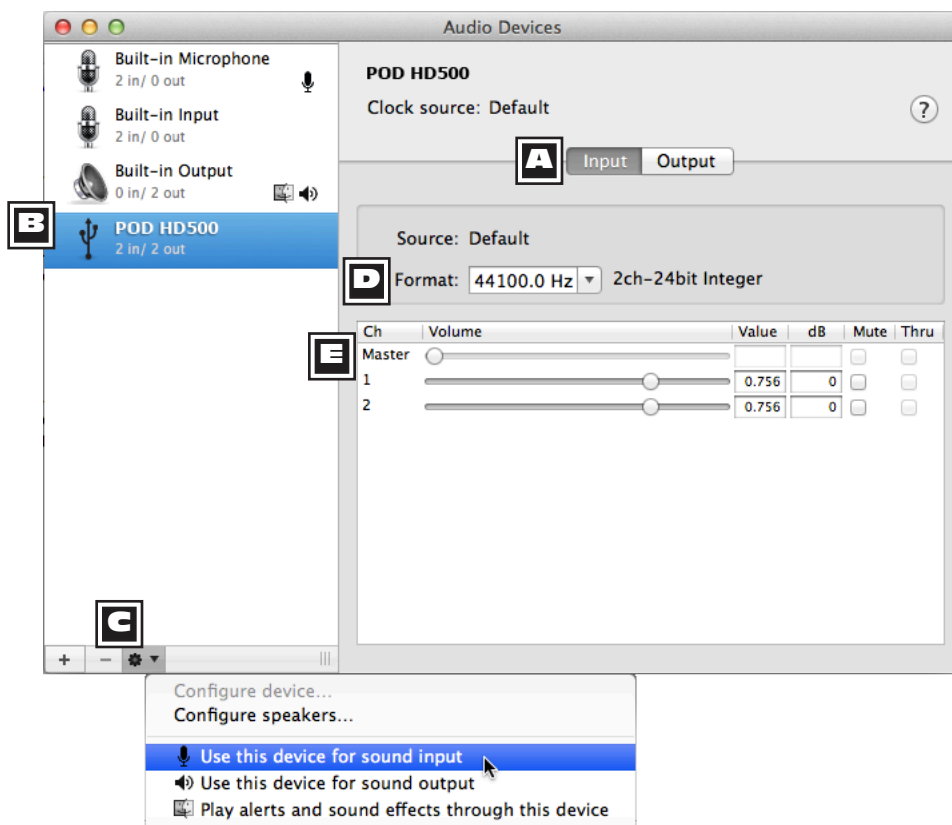 Audio Devices
Built-in Microphone
2 in/ 0 out
Built-in Input
2 in/ 0 out
Built-in Output
0 in/ 2 out
B
POD HD500
2 in/ 2 out
C
+ −
POD HD500
Clock source: Default
?
A
Input Output
Source: Default
D
Format: 44100.0 Hz 2ch-24bit Integer
E
Ch Volume Value dB Mute Thru
Master
1 0.756 0
2 0.756 0
Configure device...
Configure speakers...
Use this device for sound input
Use this device for sound output
Play alerts and sound effects through this device